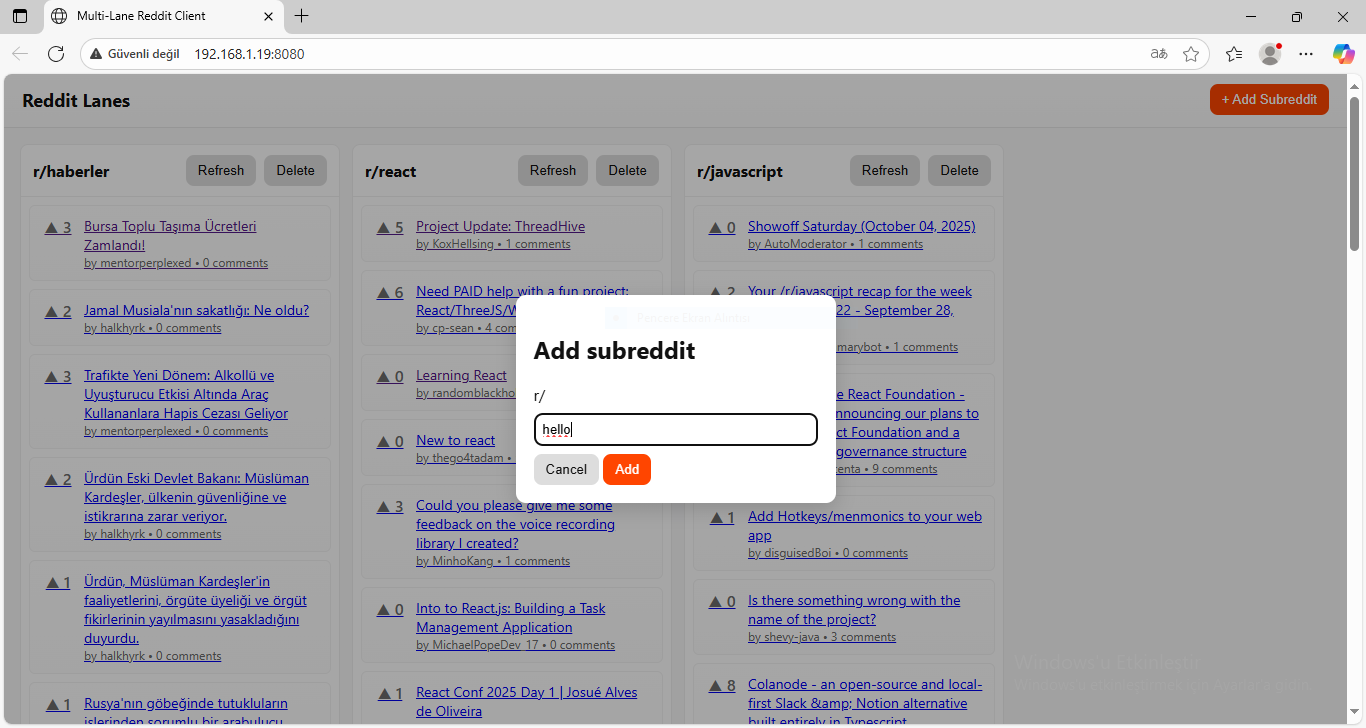 Multi-Lane Reddit Client
Güvenli değil 192.168.1.19:8080
Reddit Lanes
+ Add Subreddit
r/haberler Refresh Delete
3 Bursa Toplu Taşıma Ücretleri
Zamlandı!
by mentorperplexed • 0 comments
2 Jamal Musiala'nın sakatlığı: Ne oldu?
by halkhyrk • 0 comments
3 Trafikte Yeni Dönem: Alkollü ve
Uyuşturucu Etkisi Altında Araç
Kullananlara Hapis Cezası Geliyor
by mentorperplexed • 0 comments
2 Ürdün Eski Devlet Bakanı: Müslüman
Kardeşler, ülkenin güvenliğine ve
istikrarına zarar veriyor.
by halkhyrk • 0 comments
1 Ürdün, Müslüman Kardeşler'in
faaliyetlerini, örgüte üyeliği ve örgüt
fikirlerinin yayılmasını yasakladığını
duyurdu.
by halkhyrk • 0 comments
1 Rusya'nın göbeğinde tutukluların
işlerinden sorumlu bir arabulucu
r/react Refresh Delete
5 Project Update: ThreadHive
by KoxHellsing • 1 comments
6 Need PAID help with a fun project:
React/ThreeJS/W
by cp-sean • 4 com
0 Learning React
by randomblackho
0 New to react
by thego4tadam •
3 Could you please give me some
feedback on the voice recording
library I created?
by MinhoKang • 1 comments
0 Into to React.js: Building a Task
Management Application
by MichaelPopeDev_17 • 0 comments
1 React Conf 2025 Day 1 | Josué Alves
de Oliveira
r/javascript Refresh Delete
0 Showoff Saturday (October 04, 2025)
by AutoModerator • 1 comments
2 Your /r/javascript recap for the week
22 - September 28,
marybot • 1 comments
e React Foundation -
nnouncing our plans to
ct Foundation and a
governance structure
enta • 9 comments
1 Add Hotkeys/menmonics to your web
app
by disguisedBoi • 0 comments
0 Is there something wrong with the
name of the project?
by shevy-java • 3 comments
8 Colanode - an open-source and local-
first Slack &amp; Notion alternative
built entirely in Typescript
Add subreddit
r/
hello
Cancel Add
Windows'u Etkinleştir